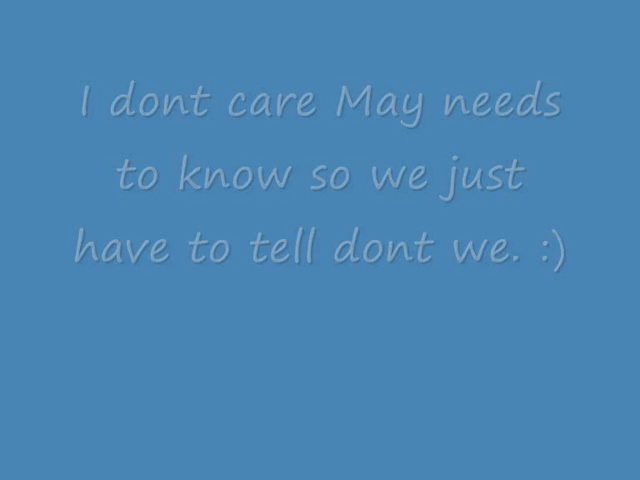 I dont care May needs
to know so we just
have to tell dont we. :)